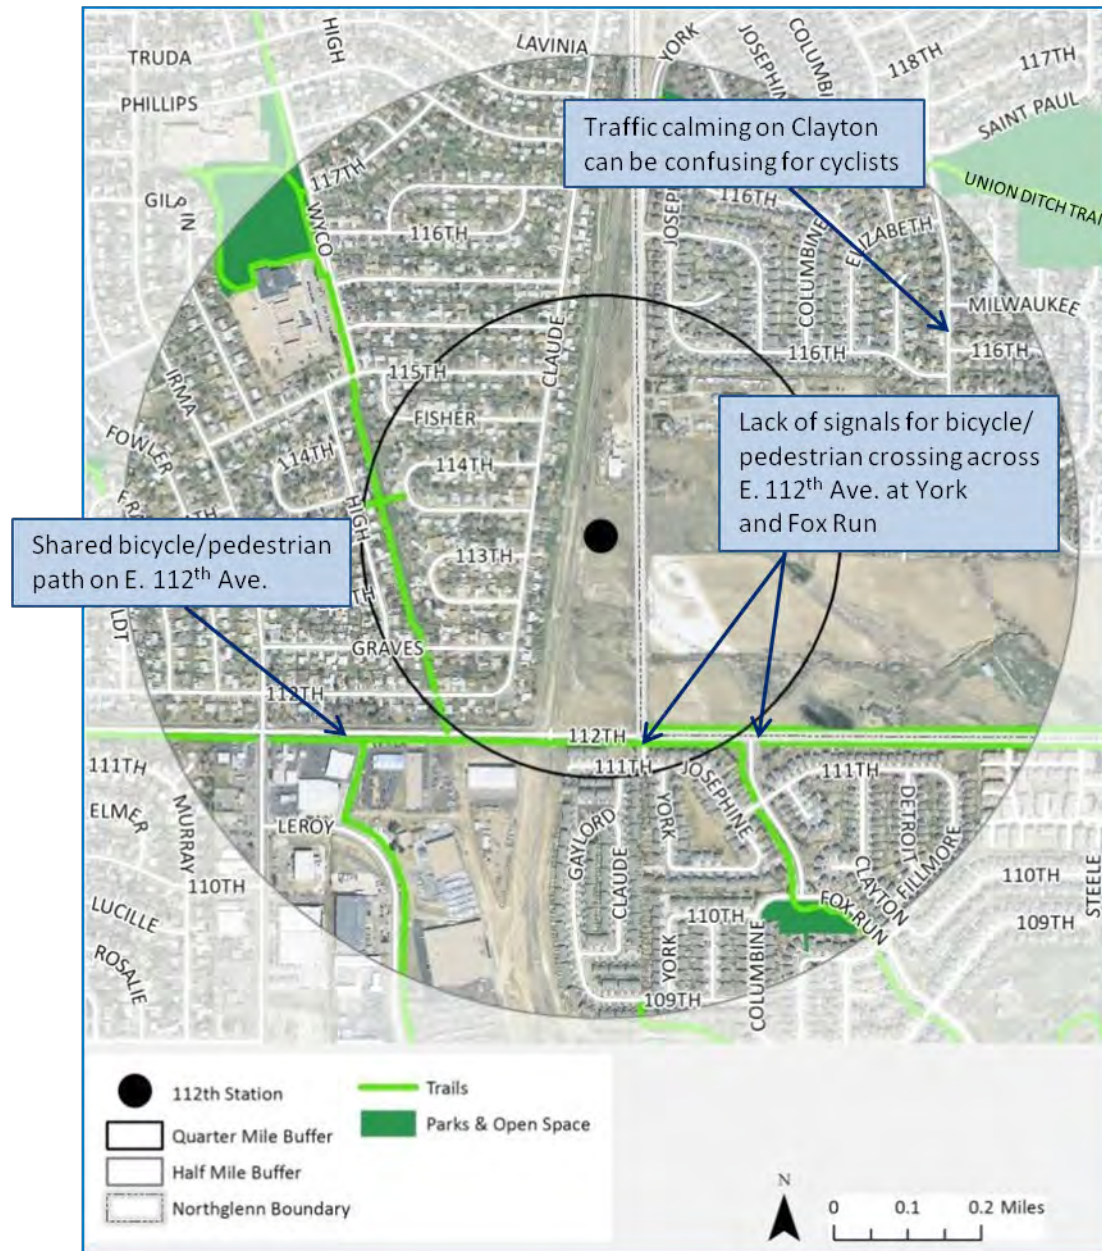 TRUDA
HIGH
LAVINIA
YORK
COLUMBI
118TH
117TH
PHILLIPS
SAINT PAUL
Traffic calming on Clayton
can be confusing for cyclists
117TH
UNION DITCH TRAI
GILPIN
WYCO
116TH
116TH
COLUMBINE
ELIZABETH
MILWAUKEE
CLAUDE
116TH
116TH
IRMA
115TH
FISHER
Lack of signals for bicycle/
pedestrian crossing across
E. 112th Ave. at York
and Fox Run
FOWLER
114TH
114TH
HIGH
Shared bicycle/pedestrian
path on E. 112th Ave.
113TH
GRAVES
112TH
112TH
111TH
111TH
JOSEPHINE
111TH
ELMER
MURRAY
LEROY
YORK
GAYLORD
CLAUDE
DETROIT
FILLMORE
CLAYTON
STEELE
110TH
110TH
110TH
LUCILLE
FOX RUN
109TH
ROSALIE
YORK
COLUMBINE
109TH
112th Station
Trails
Quarter Mile Buffer
Parks & Open Space
Half Mile Buffer
Northglenn Boundary
N
0 0.1 0.2 Miles